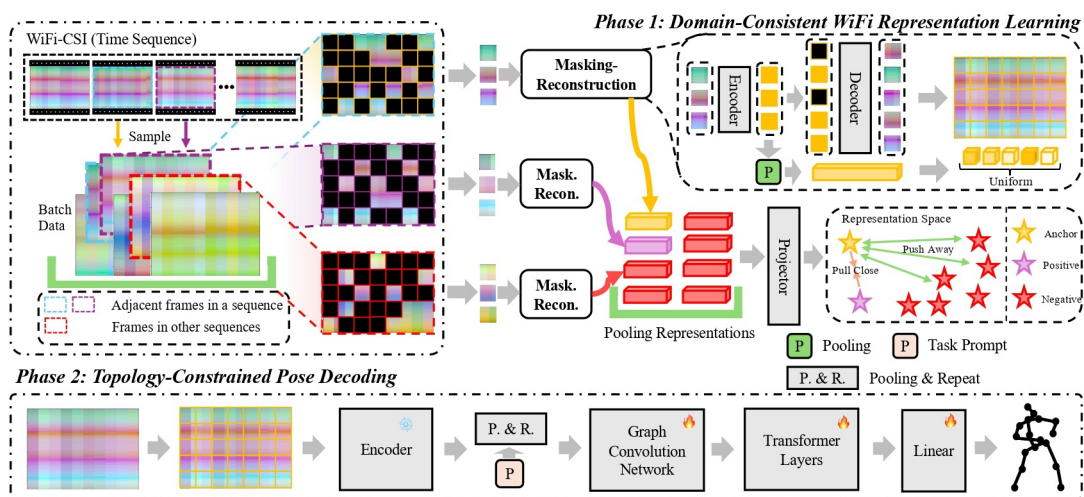 Phase 1: Domain-Consistent WiFi Representation Learning
WiFi-CSI (Time Sequence)
Sample
Batch
Data
Adjacent frames in a sequence
Frames in other sequences
Masking-
Reconstruction
Mask.
Recon.
Mask.
Recon.
Encoder
Decoder
P
Uniform
Pooling Representations
Projector
Representation Space
Push Away
Pull Close
Anchor
Positive
Negative
P Pooling
P Task Prompt
P. & R. Pooling & Repeat
Phase 2: Topology-Constrained Pose Decoding
Encoder
P. & R.
P
Graph
Convolution
Network
Transformer
Layers
Linear